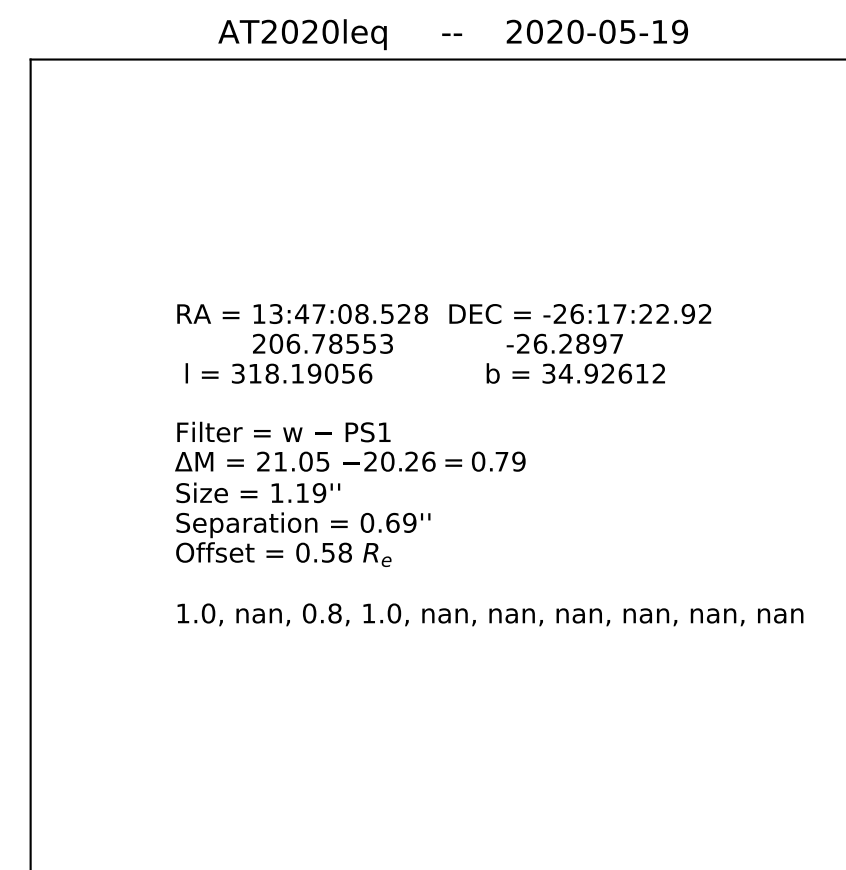 AT2020leq -- 2020-05-19
RA = 13:47:08.528 DEC = -26:17:22.92
206.78553 -26.2897
l = 318.19056 b = 34.92612
Filter = w − PS1
ΔM = 21.05 −20.26 = 0.79
Size = 1.19''
Separation = 0.69''
Offset = 0.58 Rₑ
1.0, nan, 0.8, 1.0, nan, nan, nan, nan, nan, nan